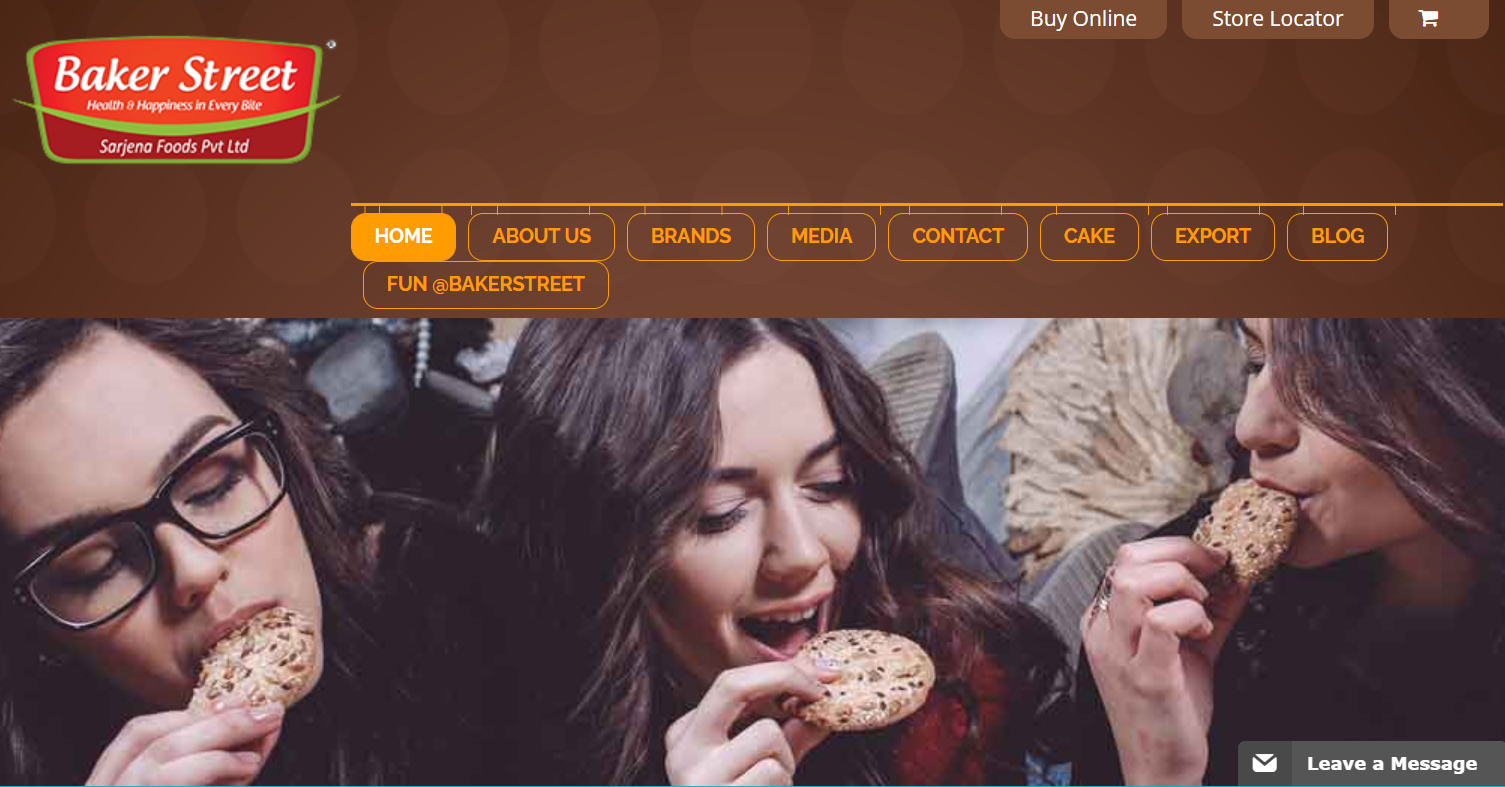 Buy Online
Store Locator
Baker Street ®
Health & Happiness in Every Bite
Sarjena Foods Pvt Ltd
HOME ABOUT US BRANDS MEDIA CONTACT CAKE EXPORT BLOG
FUN @BAKERSTREET
Leave a Message